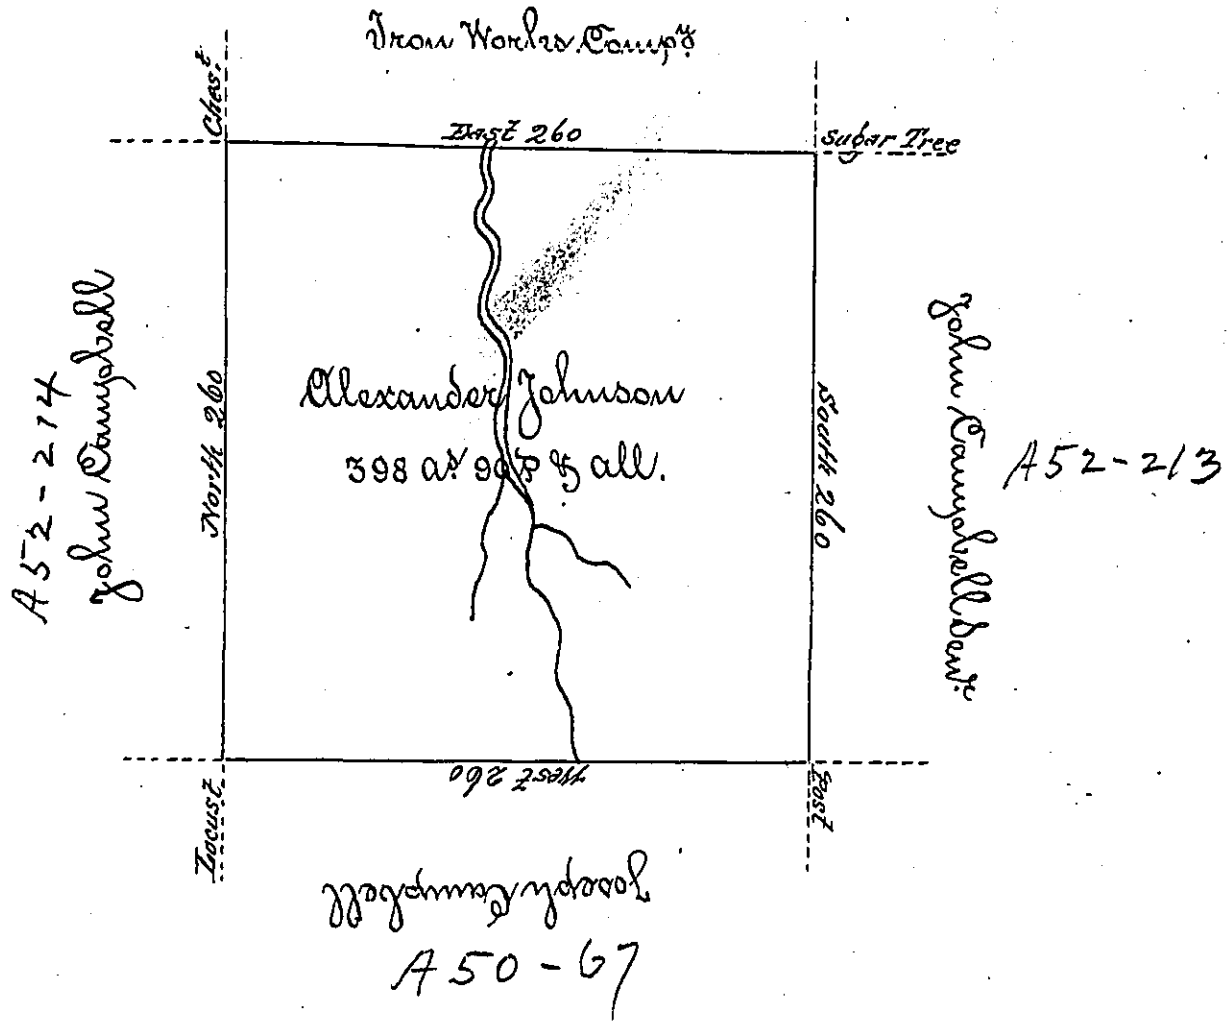 Iron Works Compy.
Chest.
East 260
Sugar Tree
A52-214
John Campbell
North 260
Alexander Johnson
398 as. 90 P & all.
South 260
John Campbell Senr.
A52-213
West 260
Locust
Post
Joseph Campbell
A50-67